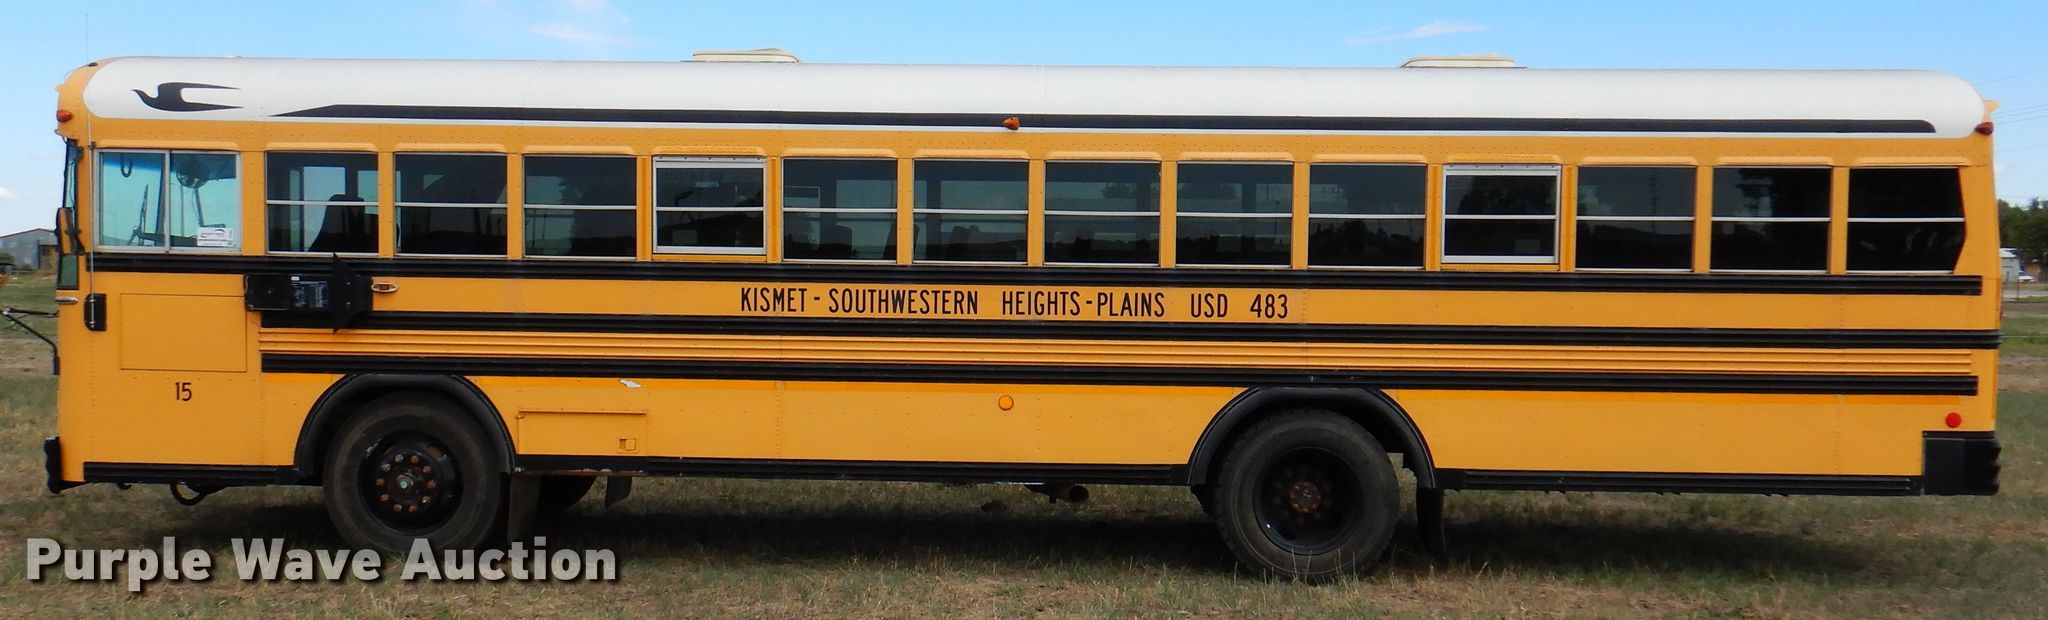 KISMET - SOUTHWESTERN HEIGHTS - PLAINS USD 483
15
Purple Wave Auction